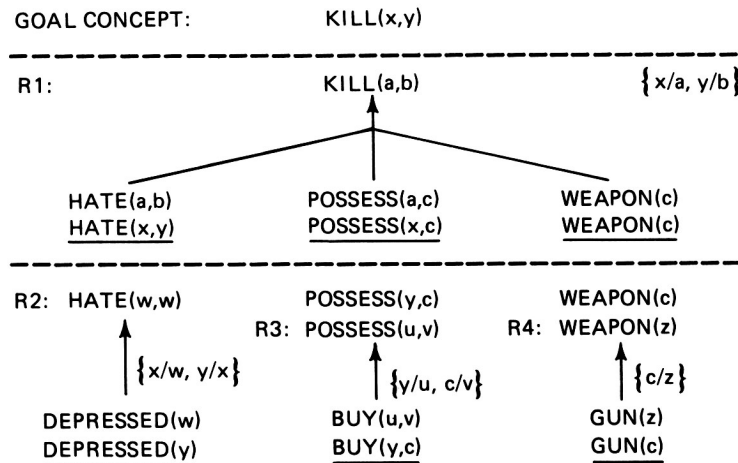 GOAL CONCEPT: KILL(x,y)
R1: KILL(a,b) {x/a, y/b}
HATE(a,b) POSSESS(a,c) WEAPON(c)
HATE(x,y) POSSESS(x,c) WEAPON(c)
R2: HATE(w,w) POSSESS(y,c) WEAPON(c)
R3: POSSESS(u,v) R4: WEAPON(z)
{x/w, y/x} {y/u, c/v} {c/z}
DEPRESSED(w) BUY(u,v) GUN(z)
DEPRESSED(y) BUY(y,c) GUN(c)